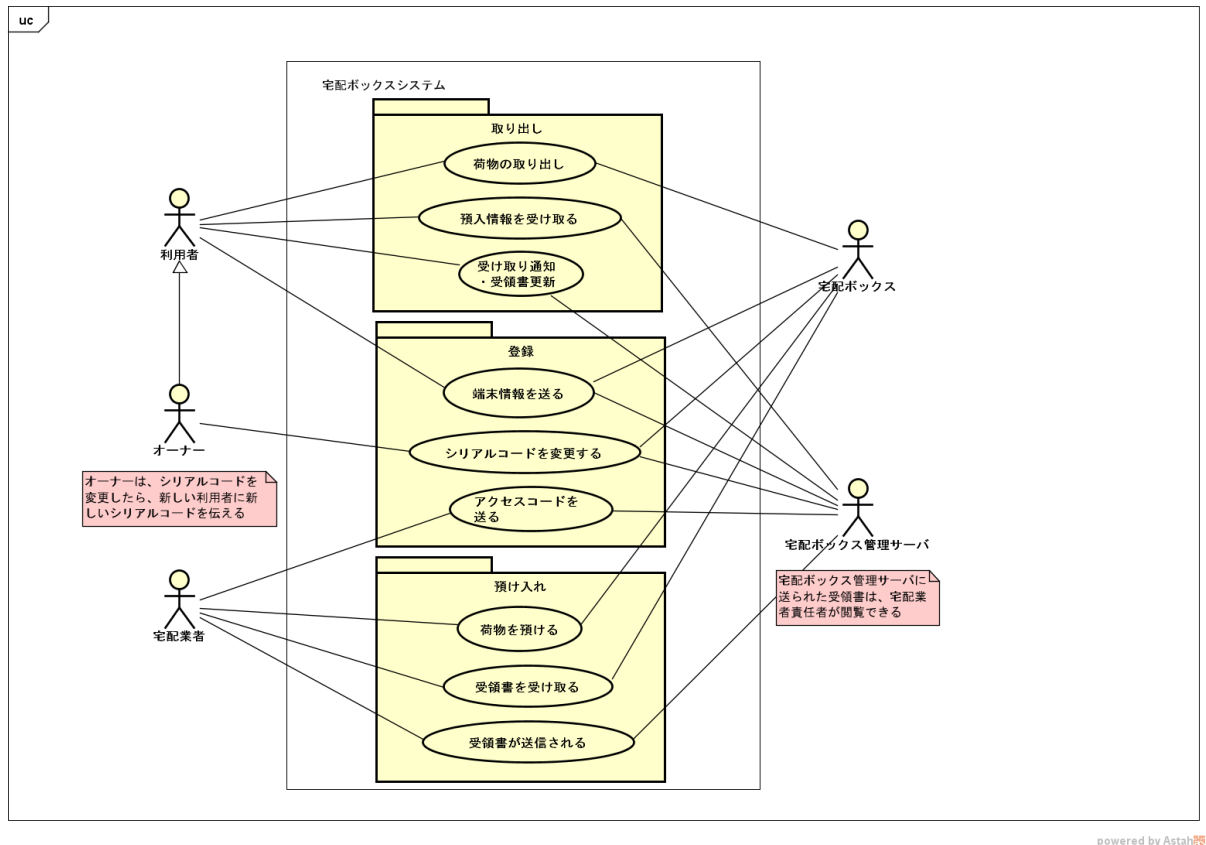 uc
宅配ボックスシステム
取り出し
荷物の取り出し
預入情報を受け取る
受け取り通知
・受領書更新
利用者
宅配ボックス
登録
端末情報を送る
シリアルコードを変更する
アクセスコードを
送る
オーナー
オーナーは、シリアルコードを
変更したら、新しい利用者に新
しいシリアルコードを伝える
宅配ボックス管理サーバ
宅配ボックス管理サーバに
送られた受領書は、宅配業
者責任者が閲覧できる
預け入れ
荷物を預ける
受領書を受け取る
受領書が送信される
宅配業者
powered by Astah